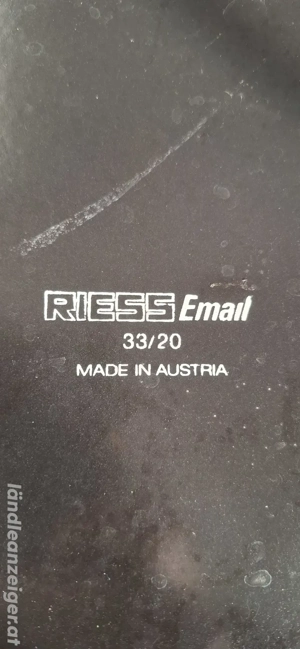 RIESS Email
33/20
MADE IN AUSTRIA
ländleanzeiger.at